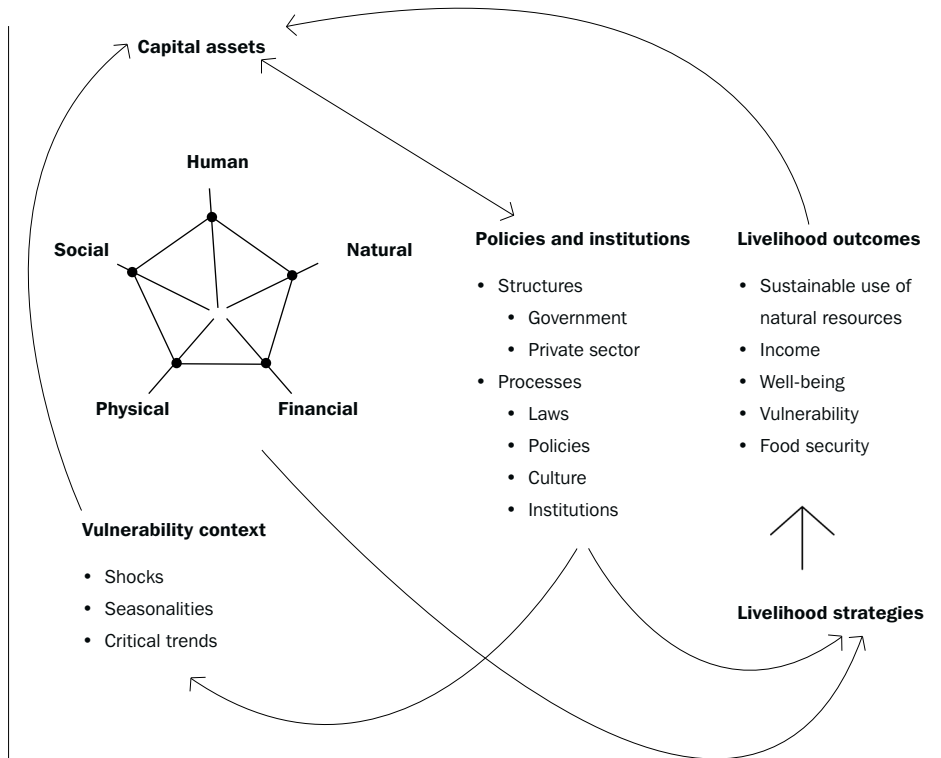 Capital assets
Human
Social
Natural
Physical
Financial
Vulnerability context
• Shocks
• Seasonalities
• Critical trends
Policies and institutions
• Structures
• Government
• Private sector
• Processes
• Laws
• Policies
• Culture
• Institutions
Livelihood outcomes
• Sustainable use of
natural resources
• Income
• Well-being
• Vulnerability
• Food security
Livelihood strategies